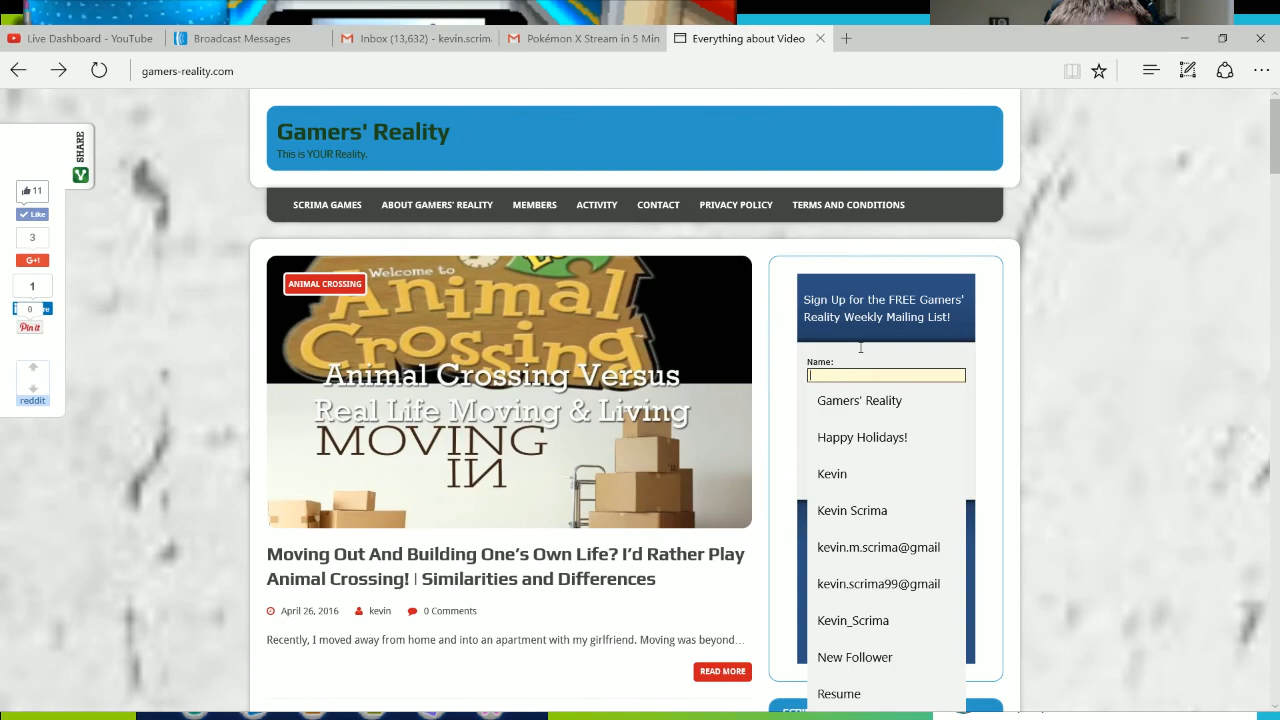 Live Dashboard - YouTube
Broadcast Messages
Inbox (13,632) - kevin.scrim
Pokémon X Stream in 5 Min
Everything about Video
gamers-reality.com
Gamers' Reality
This is YOUR Reality.
SHARE
SCRIMA GAMES ABOUT GAMERS' REALITY MEMBERS ACTIVITY CONTACT PRIVACY POLICY TERMS AND CONDITIONS
11
Like
3
G+!
1
0
Pin it
reddit
ANIMAL CROSSING
Welcome to
Animal
Crossing
Animal Crossing Versus
Real Life Moving & Living
MOVING
IN
Moving Out And Building One's Own Life? I'd Rather Play
Animal Crossing! | Similarities and Differences
April 26, 2016 kevin 0 Comments
Recently, I moved away from home and into an apartment with my girlfriend. Moving was beyond…
READ MORE
Sign Up for the FREE Gamers'
Reality Weekly Mailing List!
Name:
Gamers' Reality
Happy Holidays!
Kevin
Kevin Scrima
kevin.m.scrima@gmail
kevin.scrima99@gmail
Kevin_Scrima
New Follower
Resume